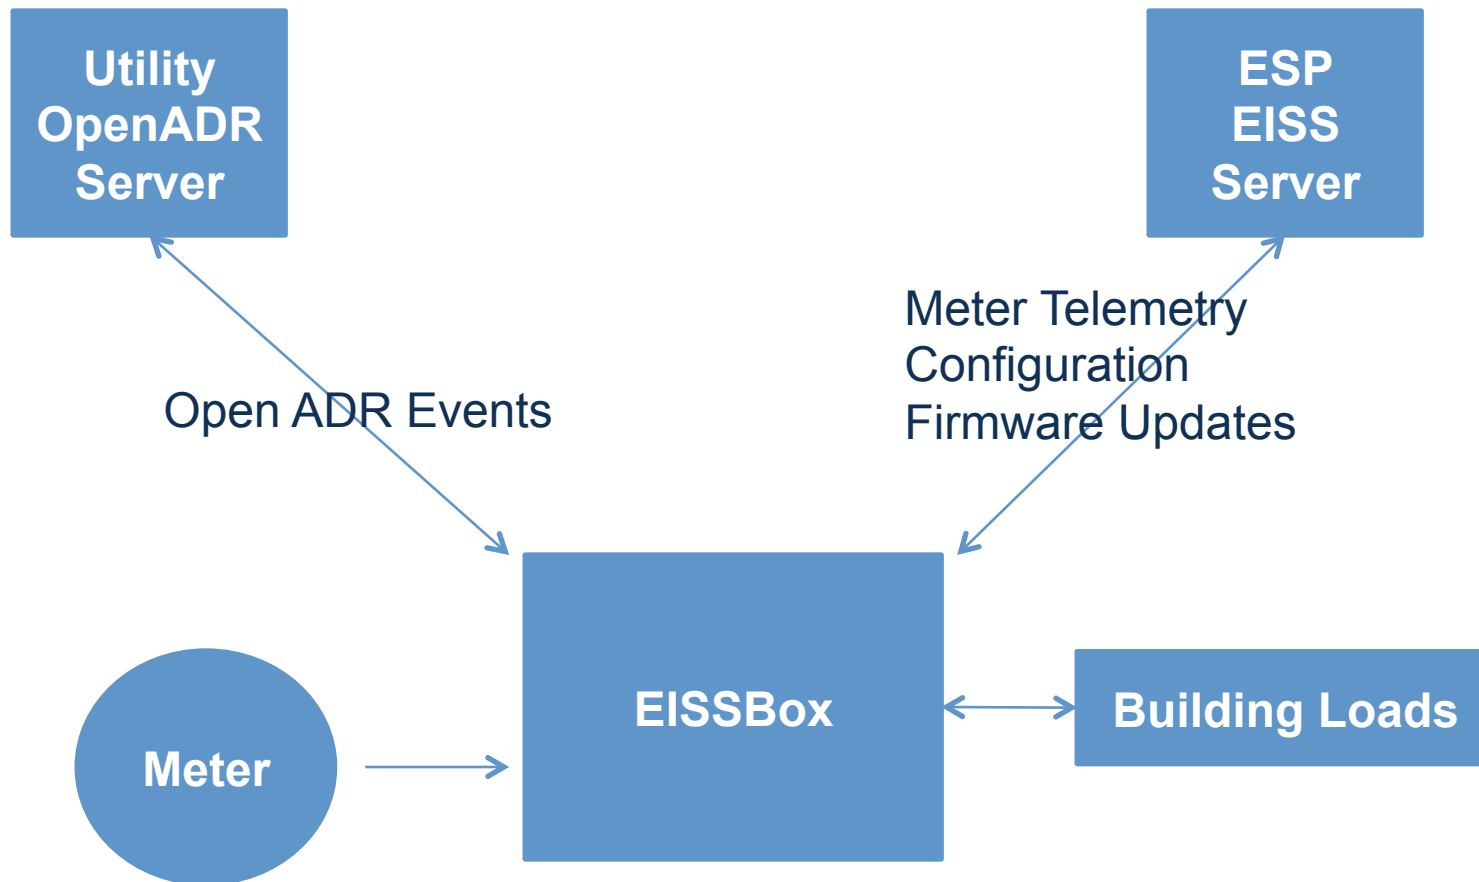 Utility
OpenADR
Server
ESP
EISS
Server
Meter Telemetry
Configuration
Firmware Updates
Open ADR Events
EISSBox
Building Loads
Meter